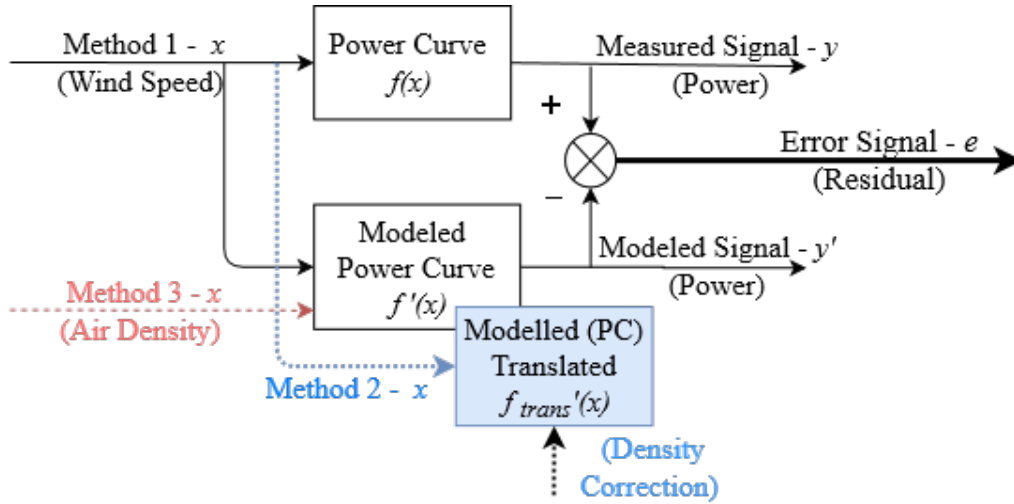 Method 1 - x
(Wind Speed)
Power Curve
f(x)
Measured Signal - y
(Power)
+
Error Signal - e
(Residual)
−
Modeled
Power Curve
f'(x)
Modeled Signal - y'
(Power)
Method 3 - x
(Air Density)
Modelled (PC)
Translated
f trans'(x)
Method 2 - x
(Density
Correction)